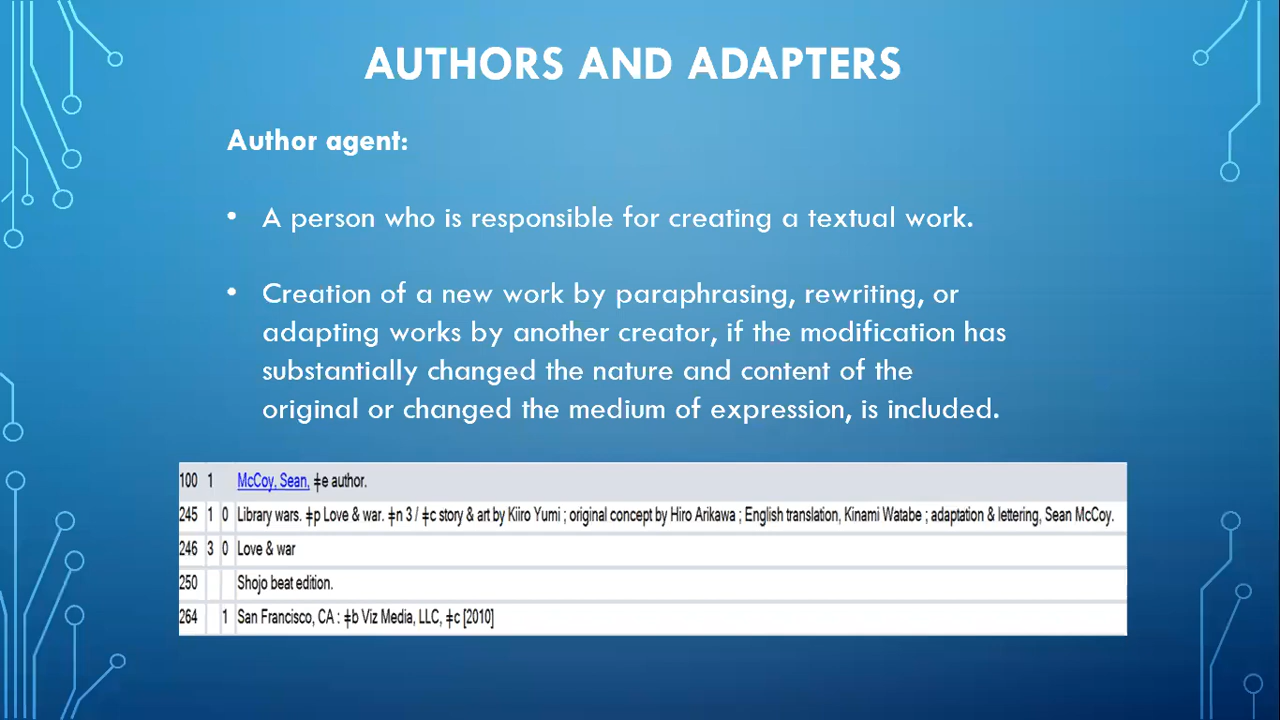 AUTHORS AND ADAPTERS
Author agent:
• A person who is responsible for creating a textual work.
• Creation of a new work by paraphrasing, rewriting, or
adapting works by another creator, if the modification has
substantially changed the nature and content of the
original or changed the medium of expression, is included.
100 1 McCoy, Sean, ‡e author.
245 1 0 Library wars. ‡p Love & war. ‡n 3 / ‡c story & art by Kiiro Yumi ; original concept by Hiro Arikawa ; English translation, Kinami Watabe ; adaptation & lettering, Sean McCoy.
246 3 0 Love & war
250 Shojo beat edition.
264 1 San Francisco, CA : ‡b Viz Media, LLC, ‡c [2010]